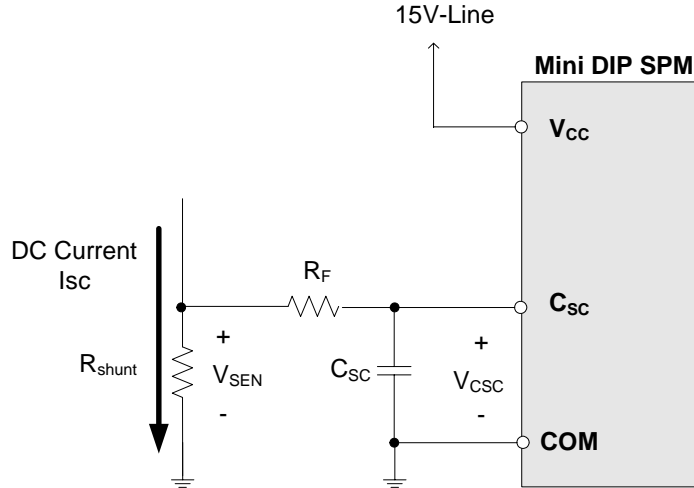 15V-Line
Mini DIP SPM
VCC
DC Current
Isc
RF
CSC
Rshunt
+
VSEN
-
CSC
+
VCSC
-
COM